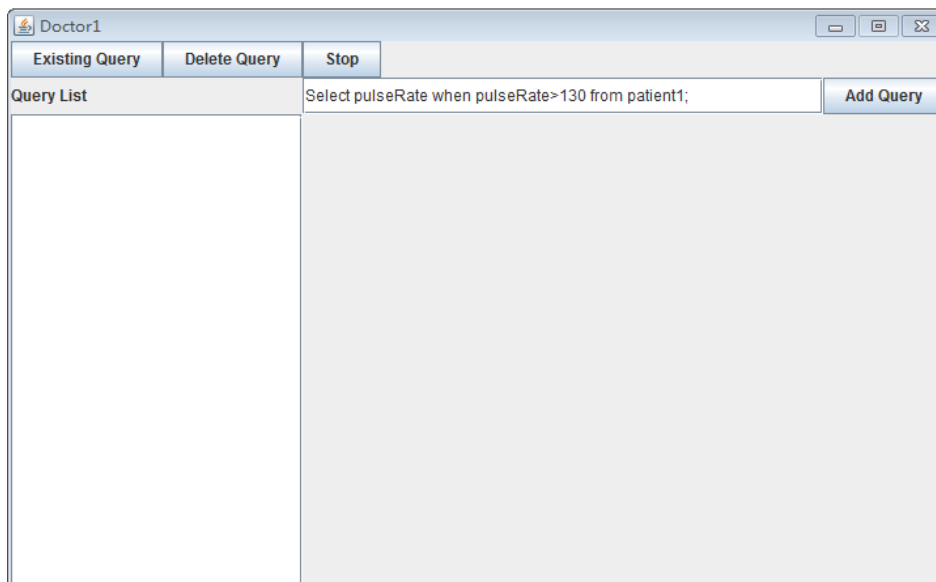 Doctor1
Existing Query Delete Query Stop
Query List Select pulseRate when pulseRate>130 from patient1; Add Query